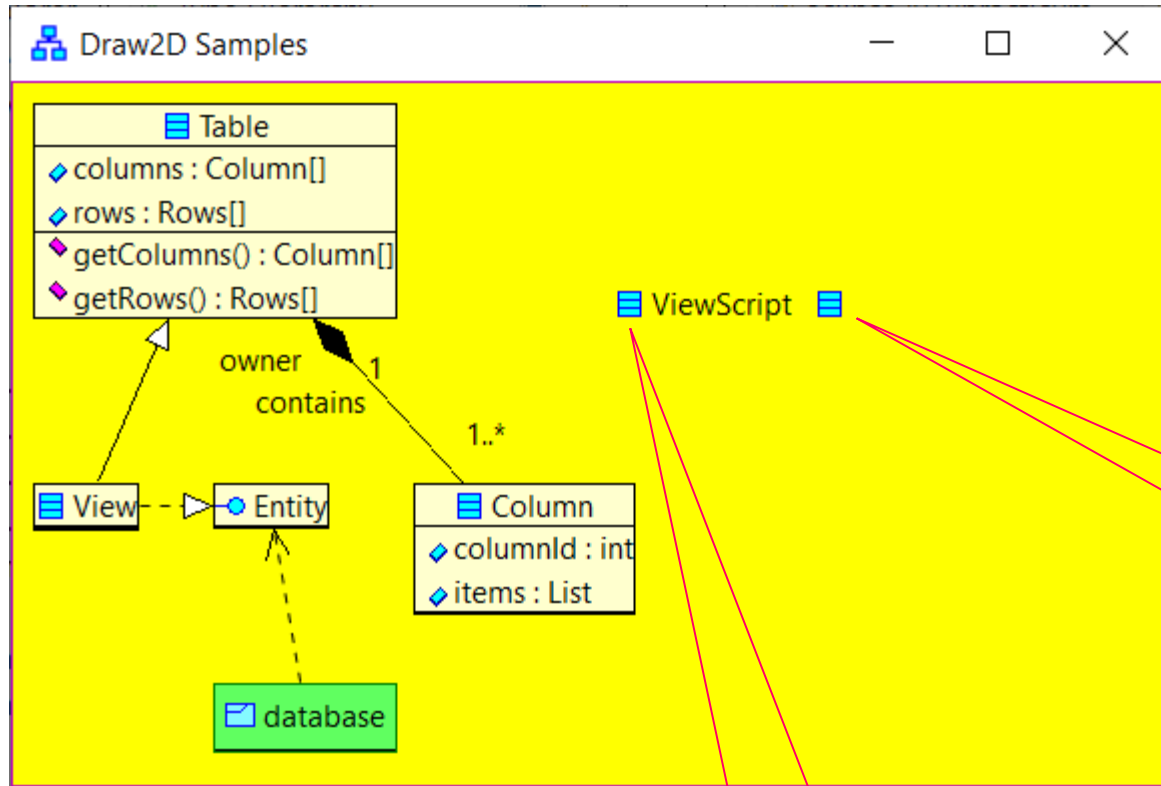 Draw2D Samples
Table
columns : Column[]
rows : Rows[]
getColumns() : Column[]
getRows() : Rows[]
ViewScript
owner
1
contains
1..*
View
Entity
Column
columnId : int
items : List
database